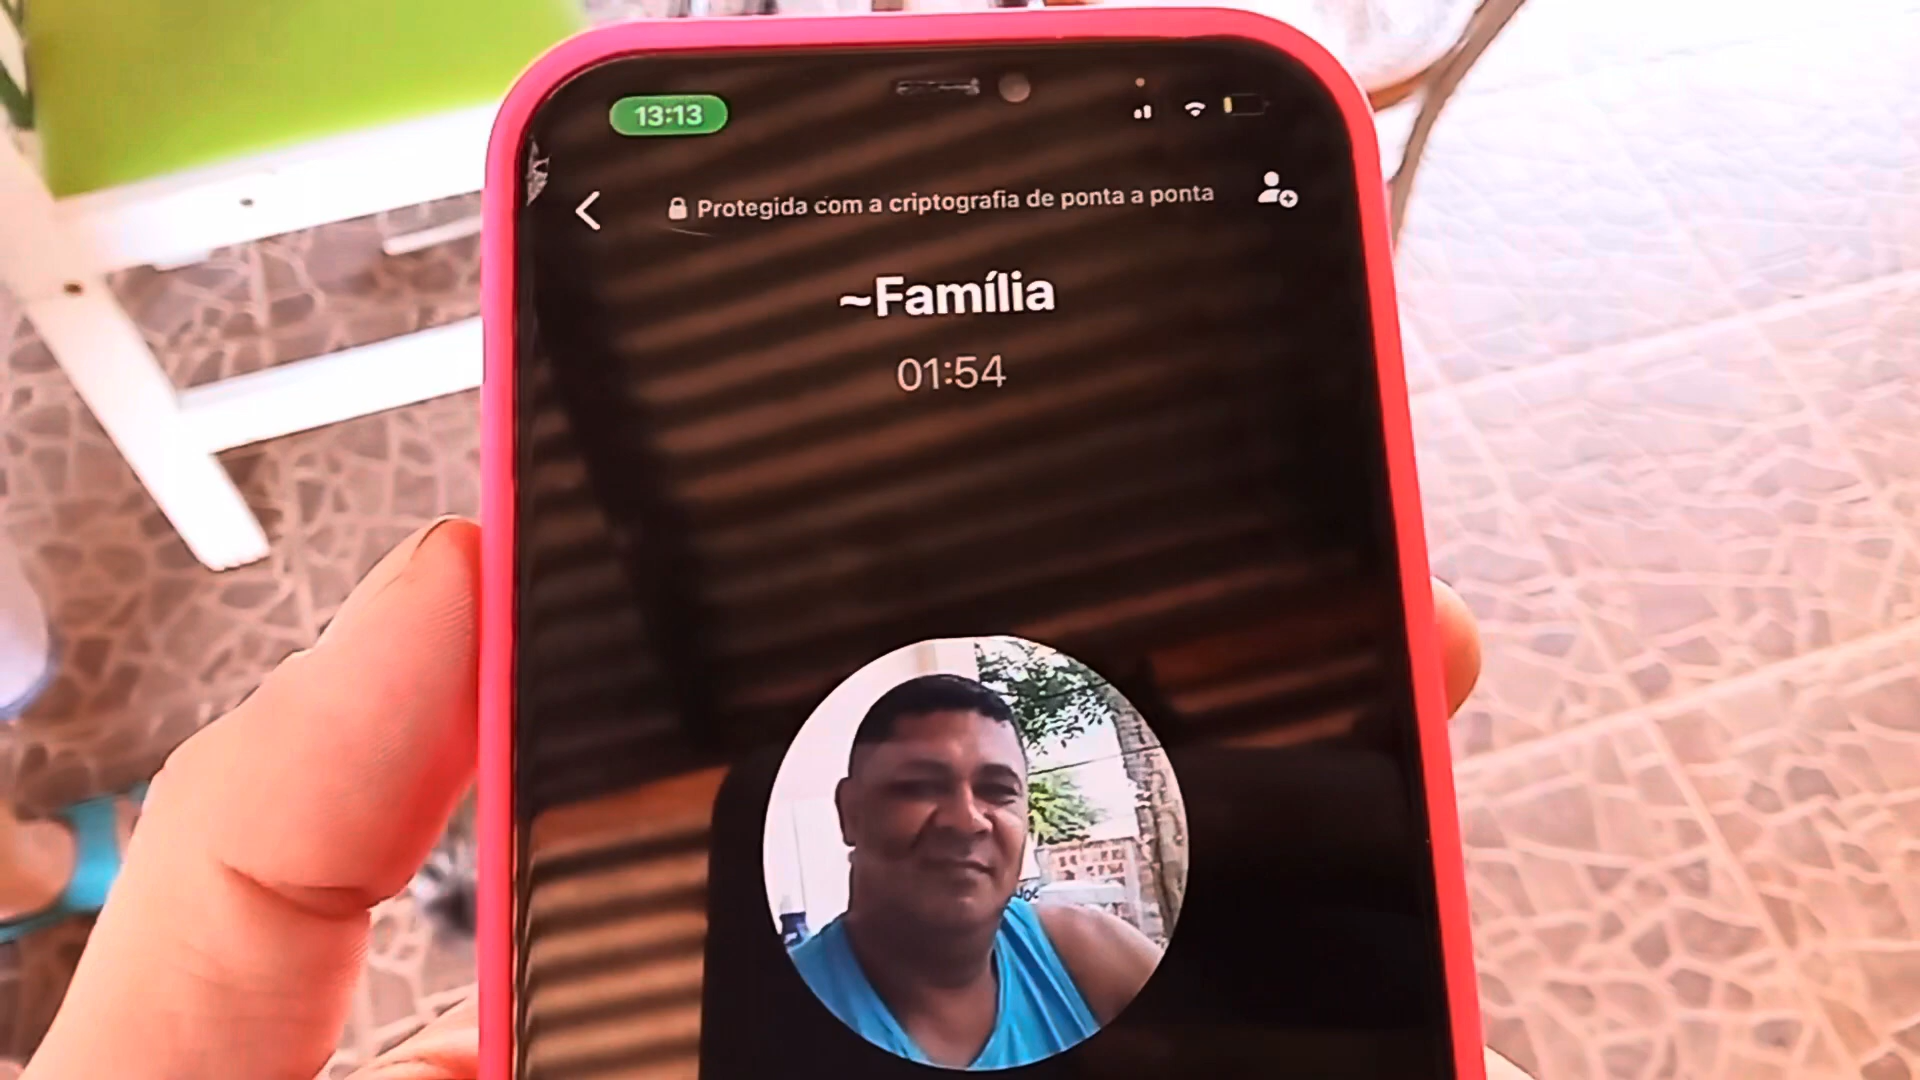 13:13
Protegida com a criptografia de ponta a ponta
~Família
01:54